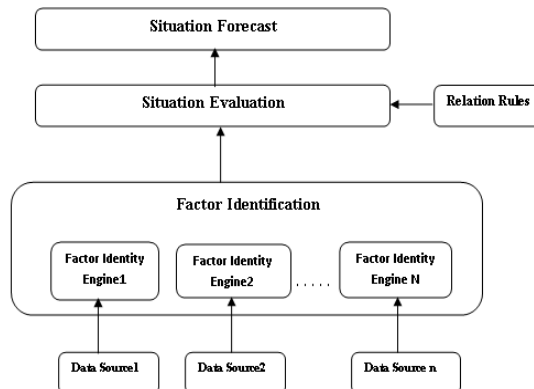 Situation Forecast
Situation Evaluation
Relation Rules
Factor Identification
Factor Identity
Engine1
Factor Identity
Engine2
.....
Factor Identity
Engine N
Data Source1
Data Source2
Data Source n